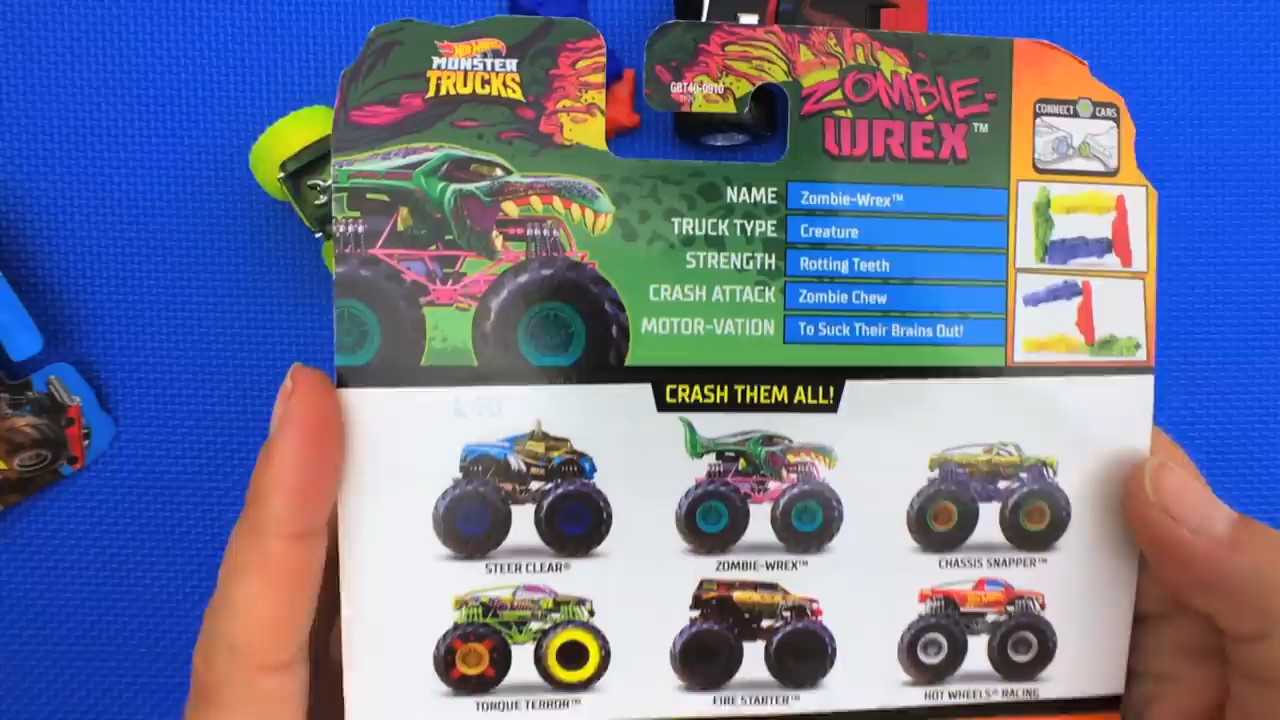 Hot Wheels
MONSTER
TRUCKS
GBT40-0910
ZOMBIE-
WREX™
CONNECT CARS
NAME Zombie-Wrex™
TRUCK TYPE Creature
STRENGTH Rotting Teeth
CRASH ATTACK Zombie Chew
MOTOR-VATION To Suck Their Brains Out!
CRASH THEM ALL!
STEER CLEAR® ZOMBIE-WREX™ CHASSIS SNAPPER™
TORQUE TERROR™ FIRE STARTER™ HOT WHEELS® RACING